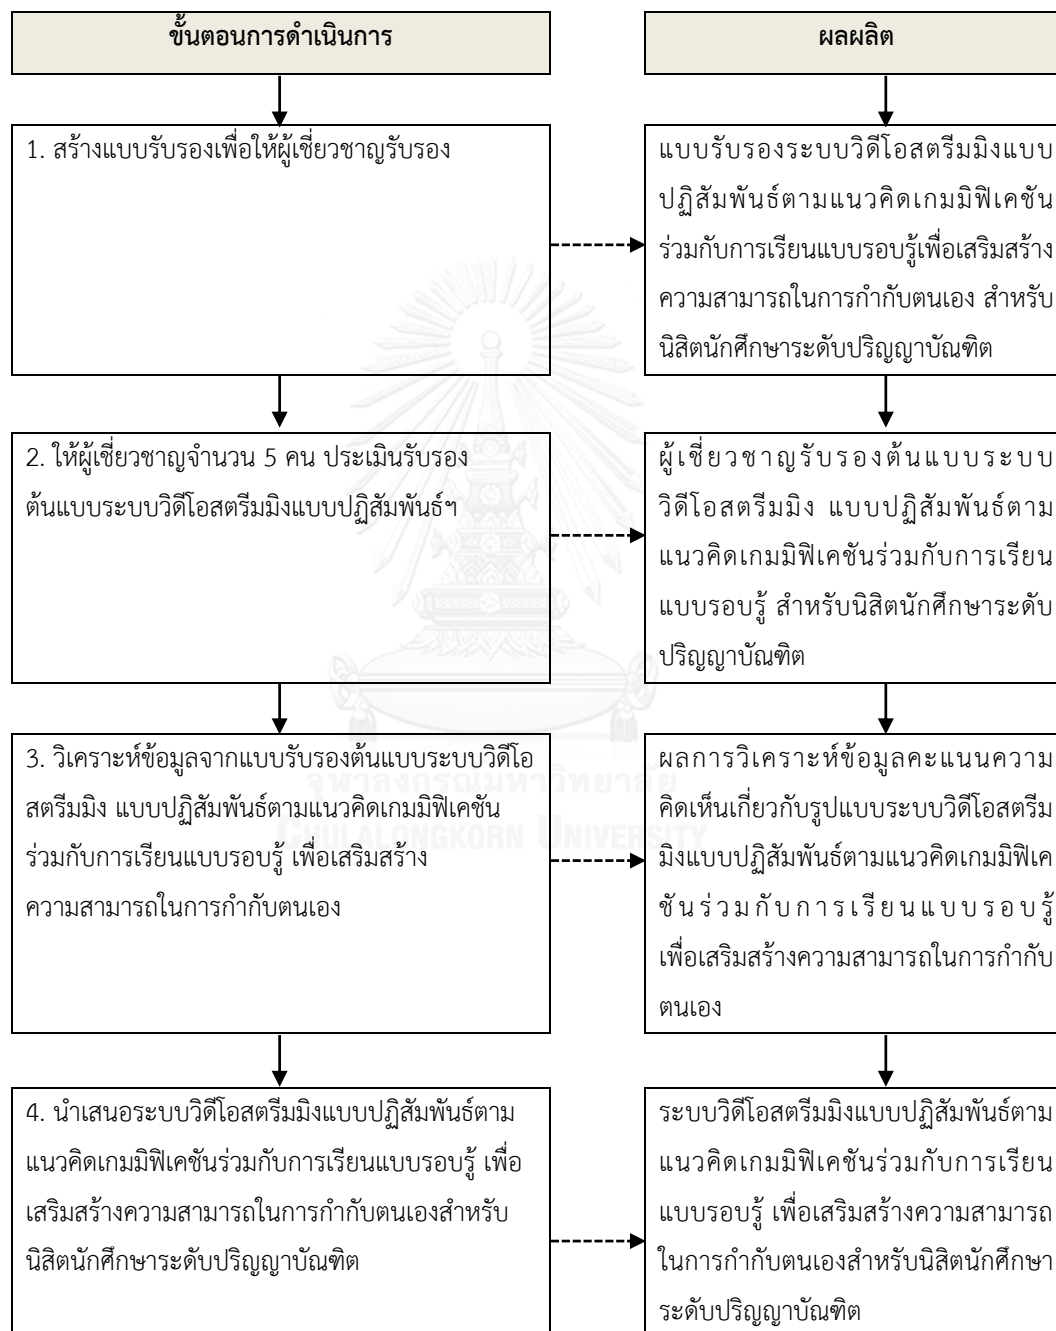 ขั้นตอนการดำเนินการ
ผลผลิต
1. สร้างแบบรับรองเพื่อให้ผู้เชี่ยวชาญรับรอง
แบบรับรองระบบวิดีโอสตรีมมิงแบบ
ปฏิสัมพันธ์ตามแนวคิดเกมมิฟิเคชัน
ร่วมกับการเรียนแบบรอบรู้เพื่อเสริมสร้าง
ความสามารถในการกำกับตนเอง สำหรับ
นิสิตนักศึกษาระดับปริญญาบัณฑิต
2. ให้ผู้เชี่ยวชาญจำนวน 5 คน ประเมินรับรอง
ต้นแบบระบบวิดีโอสตรีมมิงแบบปฏิสัมพันธ์ฯ
ผู้เชี่ยวชาญรับรองต้นแบบระบบ
วิดีโอสตรีมมิง แบบปฏิสัมพันธ์ตาม
แนวคิดเกมมิฟิเคชันร่วมกับการเรียน
แบบรอบรู้ สำหรับนิสิตนักศึกษาระดับ
ปริญญาบัณฑิต
3. วิเคราะห์ข้อมูลจากแบบรับรองต้นแบบระบบวิดีโอ
สตรีมมิง แบบปฏิสัมพันธ์ตามแนวคิดเกมมิฟิเคชัน
ร่วมกับการเรียนแบบรอบรู้ เพื่อเสริมสร้าง
ความสามารถในการกำกับตนเอง
ผลการวิเคราะห์ข้อมูลคะแนนความ
คิดเห็นเกี่ยวกับรูปแบบระบบวิดีโอสตรีม
มิงแบบปฏิสัมพันธ์ตามแนวคิดเกมมิฟิเค
ชันร่วมกับการเรียนแบบรอบรู้
เพื่อเสริมสร้างความสามารถในการกำกับ
ตนเอง
จุฬาลงกรณ์มหาวิทยาลัย
CHULALONGKORN UNIVERSITY
4. นำเสนอระบบวิดีโอสตรีมมิงแบบปฏิสัมพันธ์ตาม
แนวคิดเกมมิฟิเคชันร่วมกับการเรียนแบบรอบรู้ เพื่อ
เสริมสร้างความสามารถในการกำกับตนเองสำหรับ
นิสิตนักศึกษาระดับปริญญาบัณฑิต
ระบบวิดีโอสตรีมมิงแบบปฏิสัมพันธ์ตาม
แนวคิดเกมมิฟิเคชันร่วมกับการเรียน
แบบรอบรู้ เพื่อเสริมสร้างความสามารถ
ในการกำกับตนเองสำหรับนิสิตนักศึกษา
ระดับปริญญาบัณฑิต